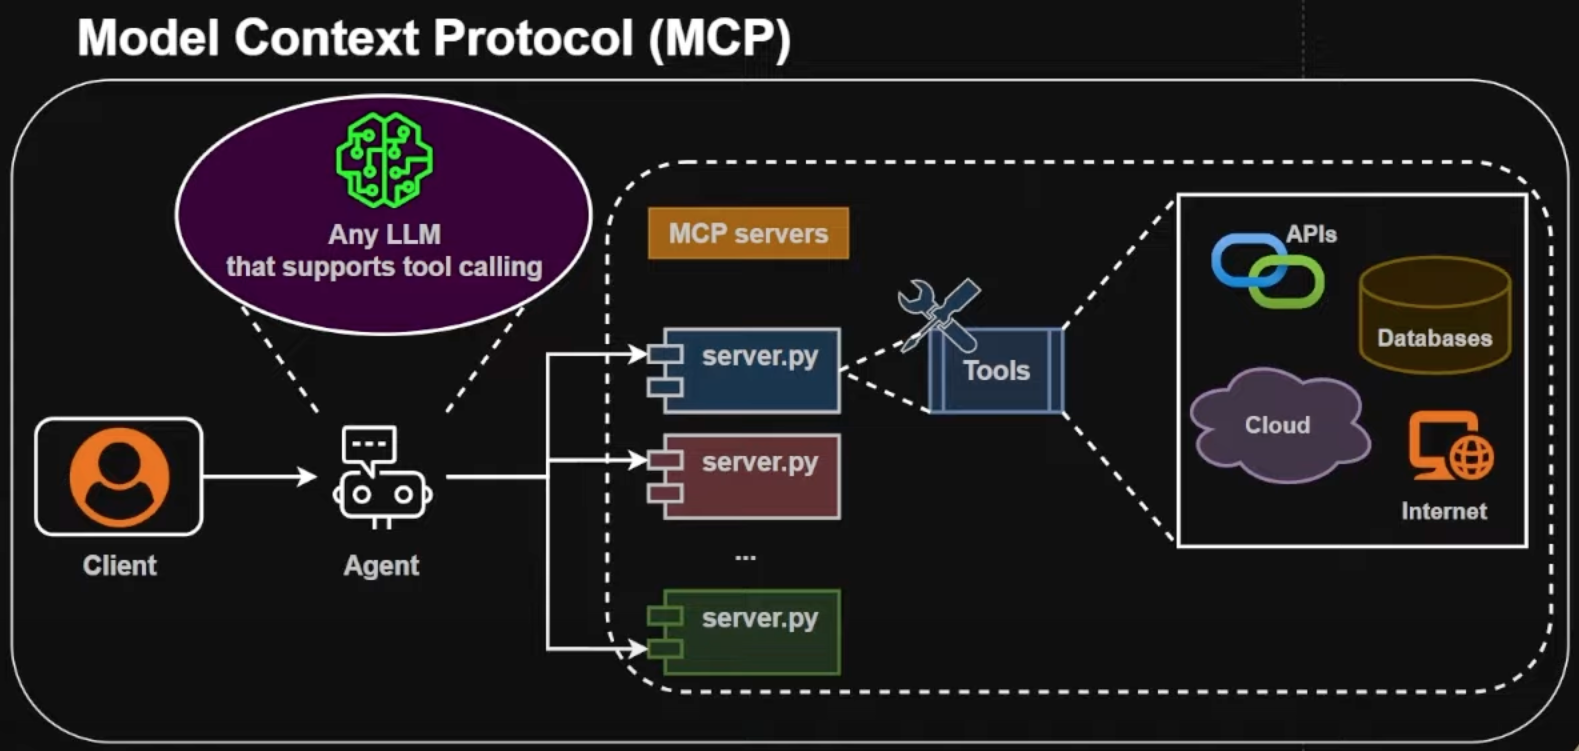 Model Context Protocol (MCP)
Any LLM
that supports tool calling
MCP servers
APIs
Databases
server.py
Tools
Cloud
server.py
Internet
Client
Agent
...
server.py